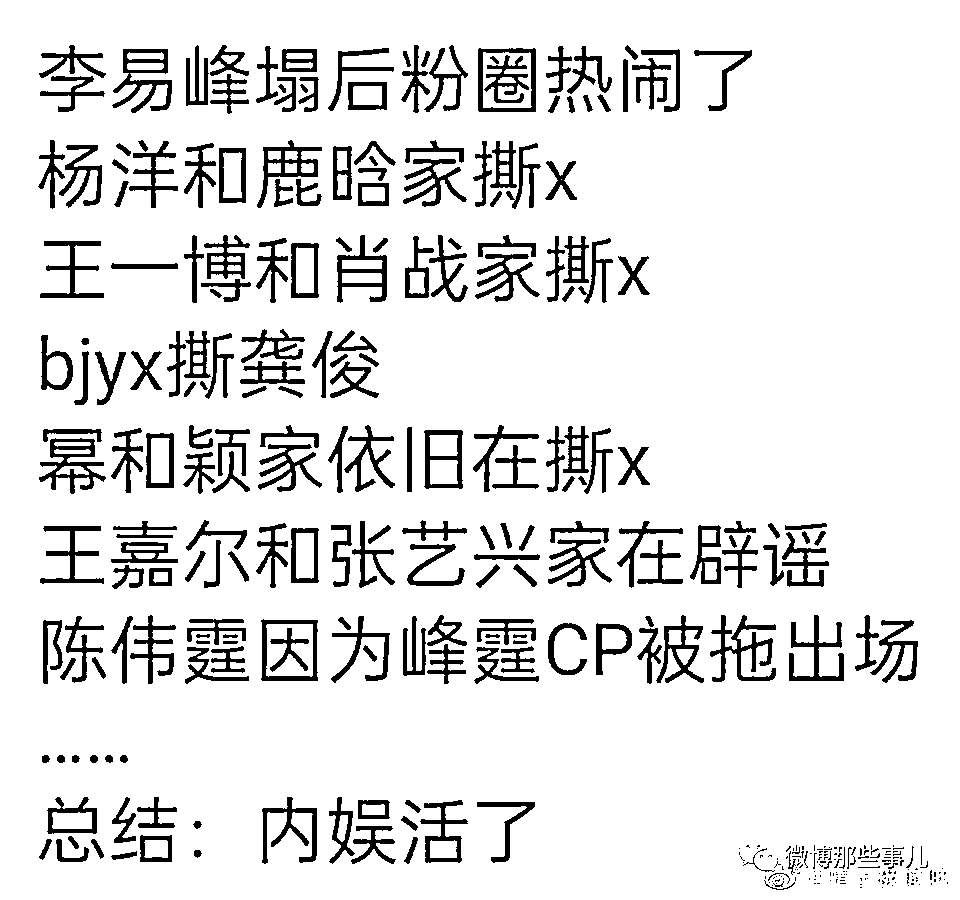 李易峰塌后粉圈热闹了
杨洋和鹿晗家撕x
王一博和肖战家撕x
bjyx撕龚俊
幂和颖家依旧在撕x
王嘉尔和张艺兴家在辟谣
陈伟霆因为峰霆CP被拖出场
……
总结：内娱活了
微博那些事儿